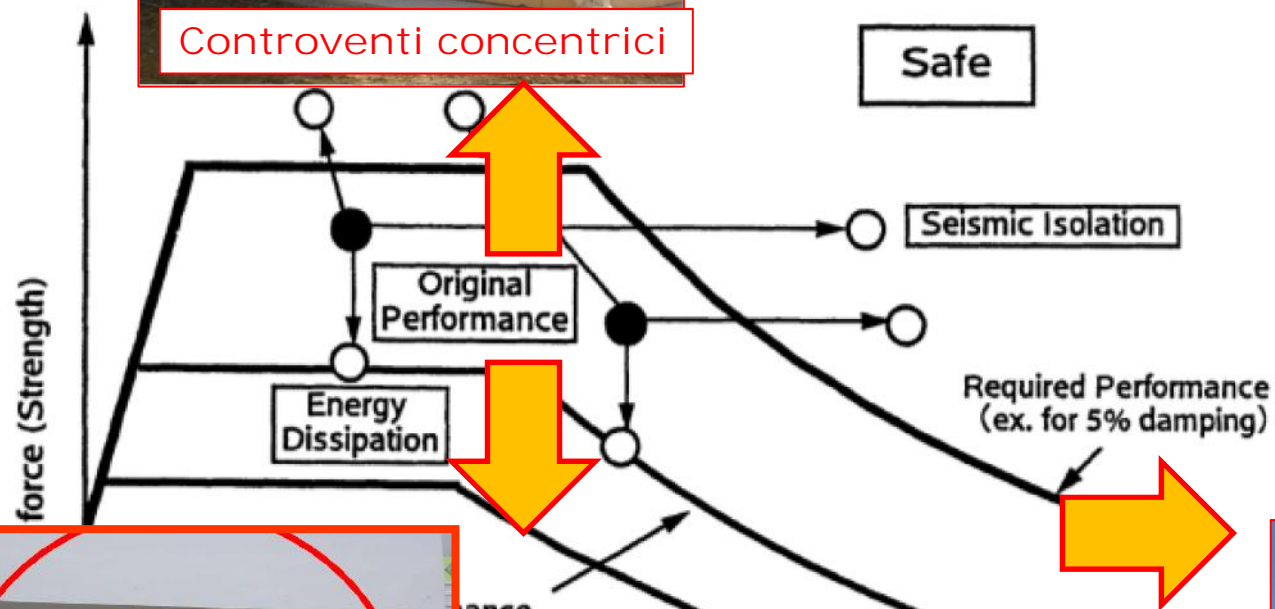 Controventi concentrici
Safe
Seismic Isolation
Original
Performance
force (Strength)
Energy
Dissipation
Required Performance
(ex. for 5% damping)